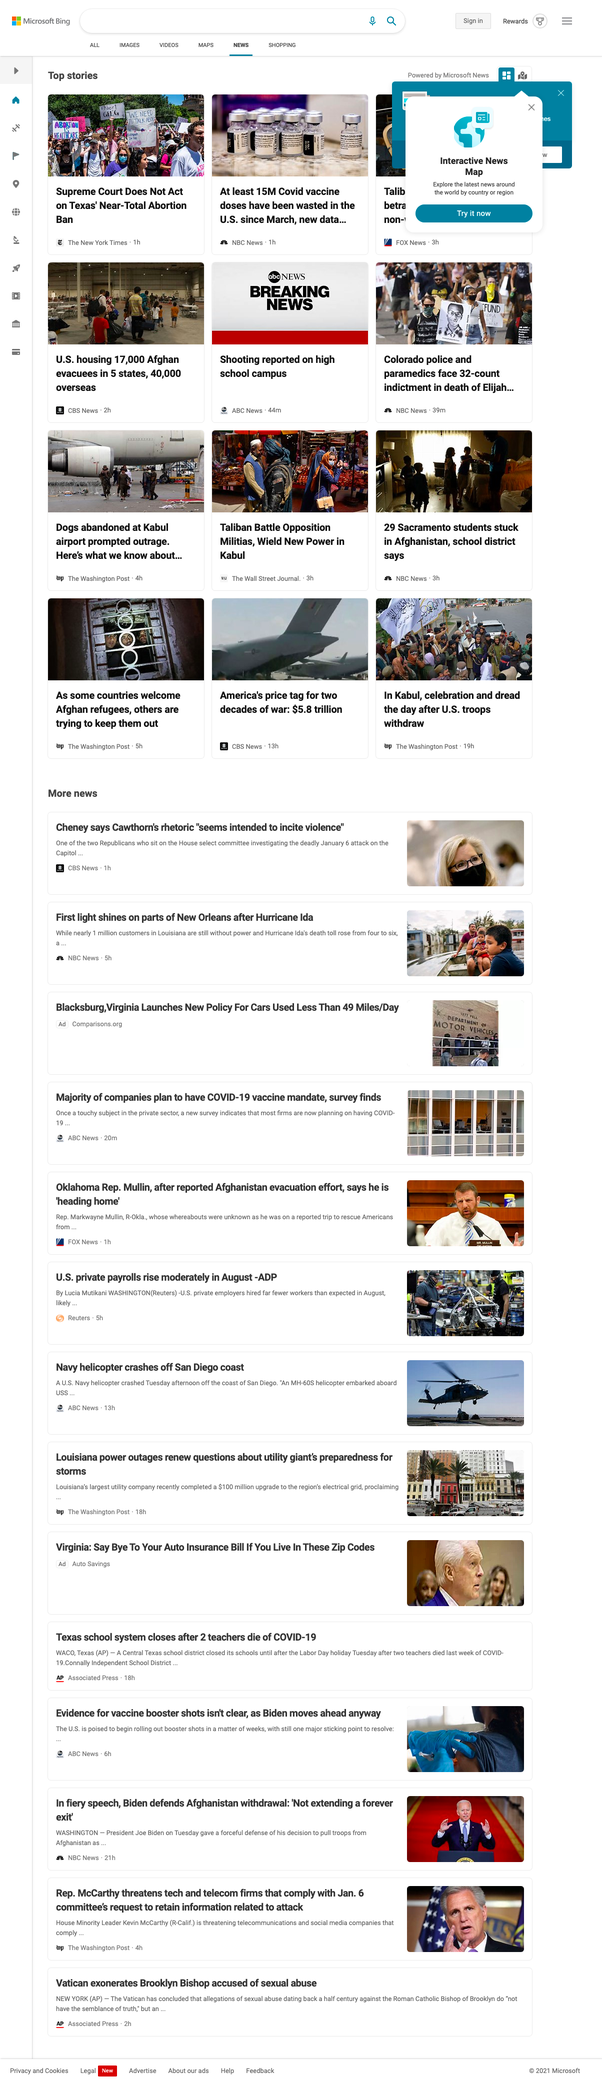 Microsoft Bing
Sign in
Rewards
ALL
IMAGES
VIDEOS
MAPS
NEWS
SHOPPING
Top stories
Powered by Microsoft News
Interactive News
Map
Explore the latest news around
the world by country or region
Try it now
Supreme Court Does Not Act
on Texas' Near-Total Abortion
Ban
The New York Times · 1h
At least 15M Covid vaccine
doses have been wasted in the
U.S. since March, new data...
NBC News · 1h
Talib
betra
non-
FOX News · 3h
U.S. housing 17,000 Afghan
evacuees in 5 states, 40,000
overseas
CBS News · 2h
abc NEWS
BREAKING
NEWS
Shooting reported on high
school campus
ABC News · 44m
Colorado police and
paramedics face 32-count
indictment in death of Elijah...
NBC News · 39m
Dogs abandoned at Kabul
airport prompted outrage.
Here's what we know about...
The Washington Post · 4h
Taliban Battle Opposition
Militias, Wield New Power in
Kabul
The Wall Street Journal. · 3h
29 Sacramento students stuck
in Afghanistan, school district
says
NBC News · 3h
As some countries welcome
Afghan refugees, others are
trying to keep them out
The Washington Post · 5h
America's price tag for two
decades of war: $5.8 trillion
CBS News · 13h
In Kabul, celebration and dread
the day after U.S. troops
withdraw
The Washington Post · 19h
More news
Cheney says Cawthorn's rhetoric "seems intended to incite violence"
One of the two Republicans who sit on the House select committee investigating the deadly January 6 attack on the
Capitol ...
CBS News · 1h
First light shines on parts of New Orleans after Hurricane Ida
While nearly 1 million customers in Louisiana are still without power and Hurricane Ida's death toll rose from four to six,
a ...
NBC News · 5h
Blacksburg,Virginia Launches New Policy For Cars Used Less Than 49 Miles/Day
Ad Comparisons.org
DEPARTMENT
MOTOR VEHICLES
Majority of companies plan to have COVID-19 vaccine mandate, survey finds
Once a touchy subject in the private sector, a new survey indicates that most firms are now planning on having COVID-
19 ...
ABC News · 20m
Oklahoma Rep. Mullin, after reported Afghanistan evacuation effort, says he is
'heading home'
Rep. Markwayne Mullin, R-Okla., whose whereabouts were unknown as he was on a reported trip to rescue Americans
from ...
FOX News · 1h
U.S. private payrolls rise moderately in August -ADP
By Lucia Mutikani WASHINGTON(Reuters) -U.S. private employers hired far fewer workers than expected in August,
likely ...
Reuters · 5h
Navy helicopter crashes off San Diego coast
A U.S. Navy helicopter crashed Tuesday afternoon off the coast of San Diego. "An MH-60S helicopter embarked aboard
USS ...
ABC News · 13h
Louisiana power outages renew questions about utility giant's preparedness for
storms
Louisiana's largest utility company recently completed a $100 million upgrade to the region's electrical grid, proclaiming
...
The Washington Post · 18h
Virginia: Say Bye To Your Auto Insurance Bill If You Live In These Zip Codes
Ad Auto Savings
Texas school system closes after 2 teachers die of COVID-19
WACO, Texas (AP) — A Central Texas school district closed its schools until after the Labor Day holiday Tuesday after two teachers died last week of COVID-
19.Connally Independent School District ...
AP Associated Press · 18h
Evidence for vaccine booster shots isn't clear, as Biden moves ahead anyway
The U.S. is poised to begin rolling out booster shots in a matter of weeks, with still one major sticking point to resolve:
...
ABC News · 6h
In fiery speech, Biden defends Afghanistan withdrawal: 'Not extending a forever
exit'
WASHINGTON — President Joe Biden on Tuesday gave a forceful defense of his decision to pull troops from
Afghanistan as ...
NBC News · 21h
Rep. McCarthy threatens tech and telecom firms that comply with Jan. 6
committee's request to retain information related to attack
House Minority Leader Kevin McCarthy (R-Calif.) is threatening telecommunications and social media companies that
comply ...
The Washington Post · 4h
Vatican exonerates Brooklyn Bishop accused of sexual abuse
NEW YORK (AP) — The Vatican has concluded that allegations of sexual abuse dating back a half century against the Roman Catholic Bishop of Brooklyn do "not
have the semblance of truth," but an ...
AP Associated Press · 2h
Privacy and Cookies
Legal New
Advertise
About our ads
Help
Feedback
© 2021 Microsoft